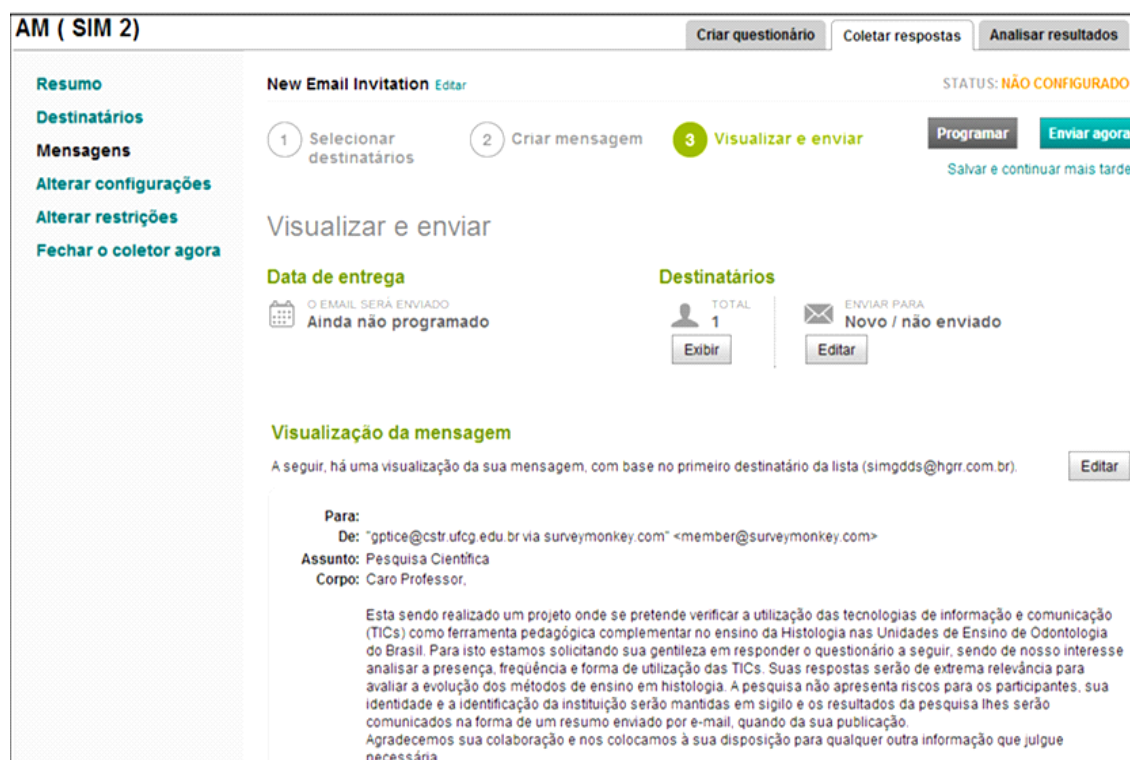 AM ( SIM 2)
Criar questionário
Coletar respostas
Analisar resultados
Resumo
Destinatários
Mensagens
Alterar configurações
Alterar restrições
Fechar o coletor agora
New Email Invitation Editar
STATUS: NÃO CONFIGURADO
1 Selecionar
destinatários
2 Criar mensagem
3 Visualizar e enviar
Programar
Enviar agora
Salvar e continuar mais tarde
Visualizar e enviar
Data de entrega
O EMAIL SERÁ ENVIADO
Ainda não programado
Destinatários
TOTAL
1
Exibir
ENVIAR PARA
Novo / não enviado
Editar
Visualização da mensagem
A seguir, há uma visualização da sua mensagem, com base no primeiro destinatário da lista (simgdds@hgrr.com.br).
Editar
Para:
De: "gptice@cstr.ufcg.edu.br via surveymonkey.com" <member@surveymonkey.com>
Assunto: Pesquisa Científica
Corpo: Caro Professor,
Esta sendo realizado um projeto onde se pretende verificar a utilização das tecnologias de informação e comunicação
(TICs) como ferramenta pedagógica complementar no ensino da Histologia nas Unidades de Ensino de Odontologia
do Brasil. Para isto estamos solicitando sua gentileza em responder o questionário a seguir, sendo de nosso interesse
analisar a presença, freqüência e forma de utilização das TICs. Suas respostas serão de extrema relevância para
avaliar a evolução dos métodos de ensino em histologia. A pesquisa não apresenta riscos para os participantes, sua
identidade e a identificação da instituição serão mantidas em sigilo e os resultados da pesquisa lhes serão
comunicados na forma de um resumo enviado por e-mail, quando da sua publicação.
Agradecemos sua colaboração e nos colocamos à sua disposição para qualquer outra informação que julgue
necessária